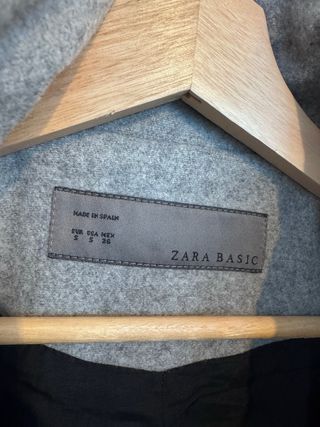 MADE IN SPAIN
EUR USA MEX
S S 26
ZARA BASIC